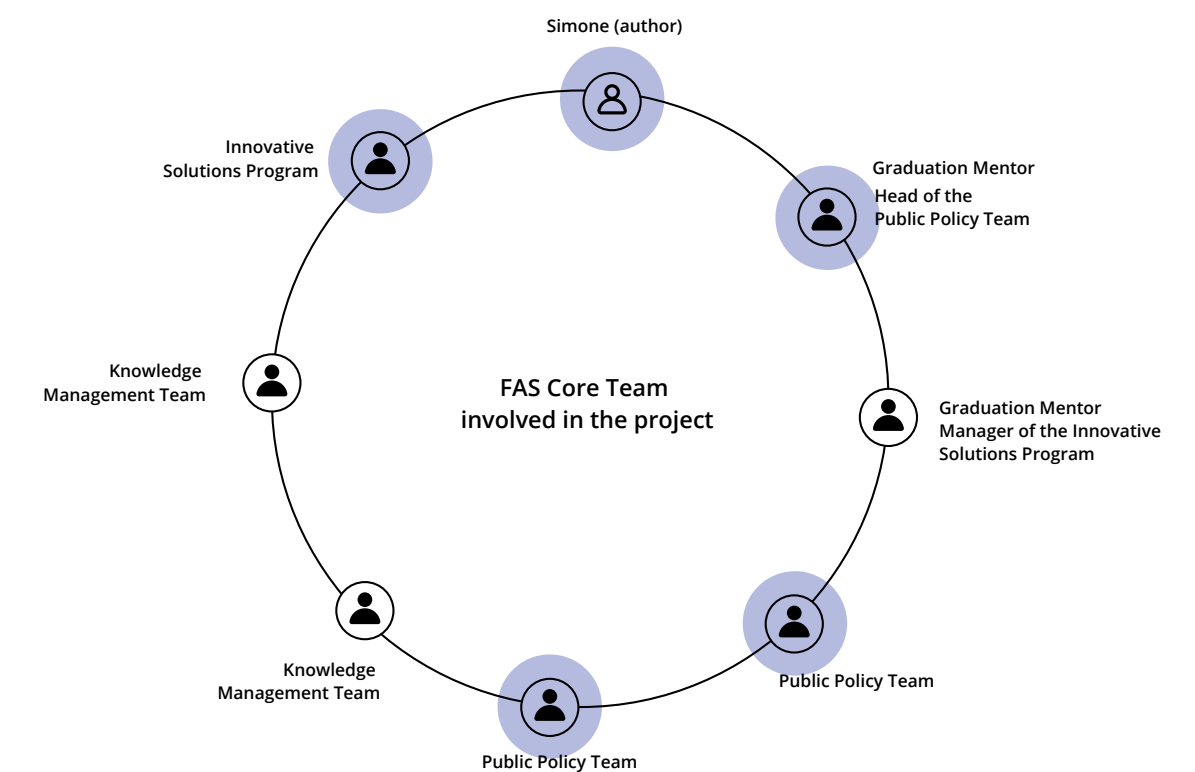 Simone (author)
Innovative
Solutions Program
Graduation Mentor
Head of the
Public Policy Team
Knowledge
Management Team
FAS Core Team
involved in the project
Graduation Mentor
Manager of the Innovative
Solutions Program
Knowledge
Management Team
Public Policy Team
Public Policy Team